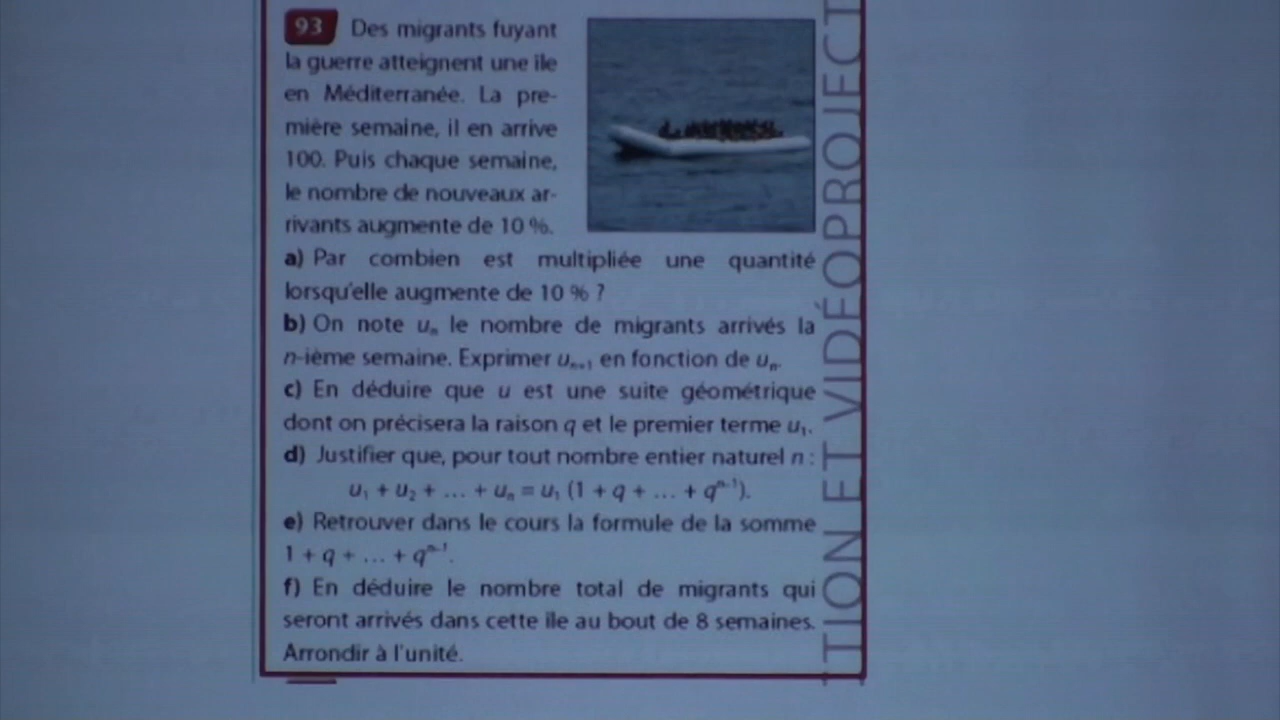 93 Des migrants fuyant
la guerre atteignent une île
en Méditerranée. La pre-
mière semaine, il en arrive
100. Puis chaque semaine,
le nombre de nouveaux ar-
rivants augmente de 10 %.
a) Par combien est multipliée une quantité
lorsqu'elle augmente de 10 % ?
b) On note uₙ le nombre de migrants arrivés la
n-ième semaine. Exprimer uₙ₊₁ en fonction de uₙ.
c) En déduire que u est une suite géométrique
dont on précisera la raison q et le premier terme u₁.
d) Justifier que, pour tout nombre entier naturel n :
u₁ + u₂ + ... + uₙ = u₁ (1 + q + ... + qⁿ⁻¹).
e) Retrouver dans le cours la formule de la somme
1 + q + ... + qⁿ⁻¹.
f) En déduire le nombre total de migrants qui
seront arrivés dans cette île au bout de 8 semaines.
Arrondir à l'unité.
TION ET VIDÉOPROJECT